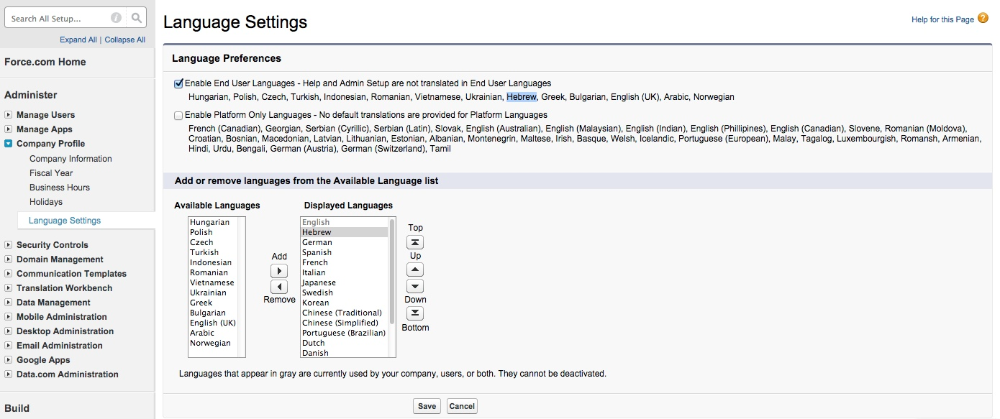 Search All Setup...
Expand All | Collapse All
Force.com Home
Administer
Manage Users
Manage Apps
Company Profile
Company Information
Fiscal Year
Business Hours
Holidays
Language Settings
Security Controls
Domain Management
Communication Templates
Translation Workbench
Data Management
Mobile Administration
Desktop Administration
Email Administration
Google Apps
Data.com Administration
Build
Language Settings
Help for this Page ?
Language Preferences
Enable End User Languages - Help and Admin Setup are not translated in End User Languages
Hungarian, Polish, Czech, Turkish, Indonesian, Romanian, Vietnamese, Ukrainian, Hebrew, Greek, Bulgarian, English (UK), Arabic, Norwegian
Enable Platform Only Languages - No default translations are provided for Platform Languages
French (Canadian), Georgian, Serbian (Cyrillic), Serbian (Latin), Slovak, English (Australian), English (Malaysian), English (Indian), English (Phillipines), English (Canadian), Slovene, Romanian (Moldova),
Croatian, Bosnian, Macedonian, Latvian, Lithuanian, Estonian, Albanian, Montenegrin, Maltese, Irish, Basque, Welsh, Icelandic, Portuguese (European), Malay, Tagalog, Luxembourgish, Romansh, Armenian,
Hindi, Urdu, Bengali, German (Austria), German (Switzerland), Tamil
Add or remove languages from the Available Language list
Available Languages
Hungarian
Polish
Czech
Turkish
Indonesian
Romanian
Vietnamese
Ukrainian
Greek
Bulgarian
English (UK)
Arabic
Norwegian
Add
Remove
Displayed Languages
English
Hebrew
German
Spanish
French
Italian
Japanese
Swedish
Korean
Chinese (Traditional)
Chinese (Simplified)
Portuguese (Brazilian)
Dutch
Danish
Top
Up
Down
Bottom
Languages that appear in gray are currently used by your company, users, or both. They cannot be deactivated.
Save
Cancel